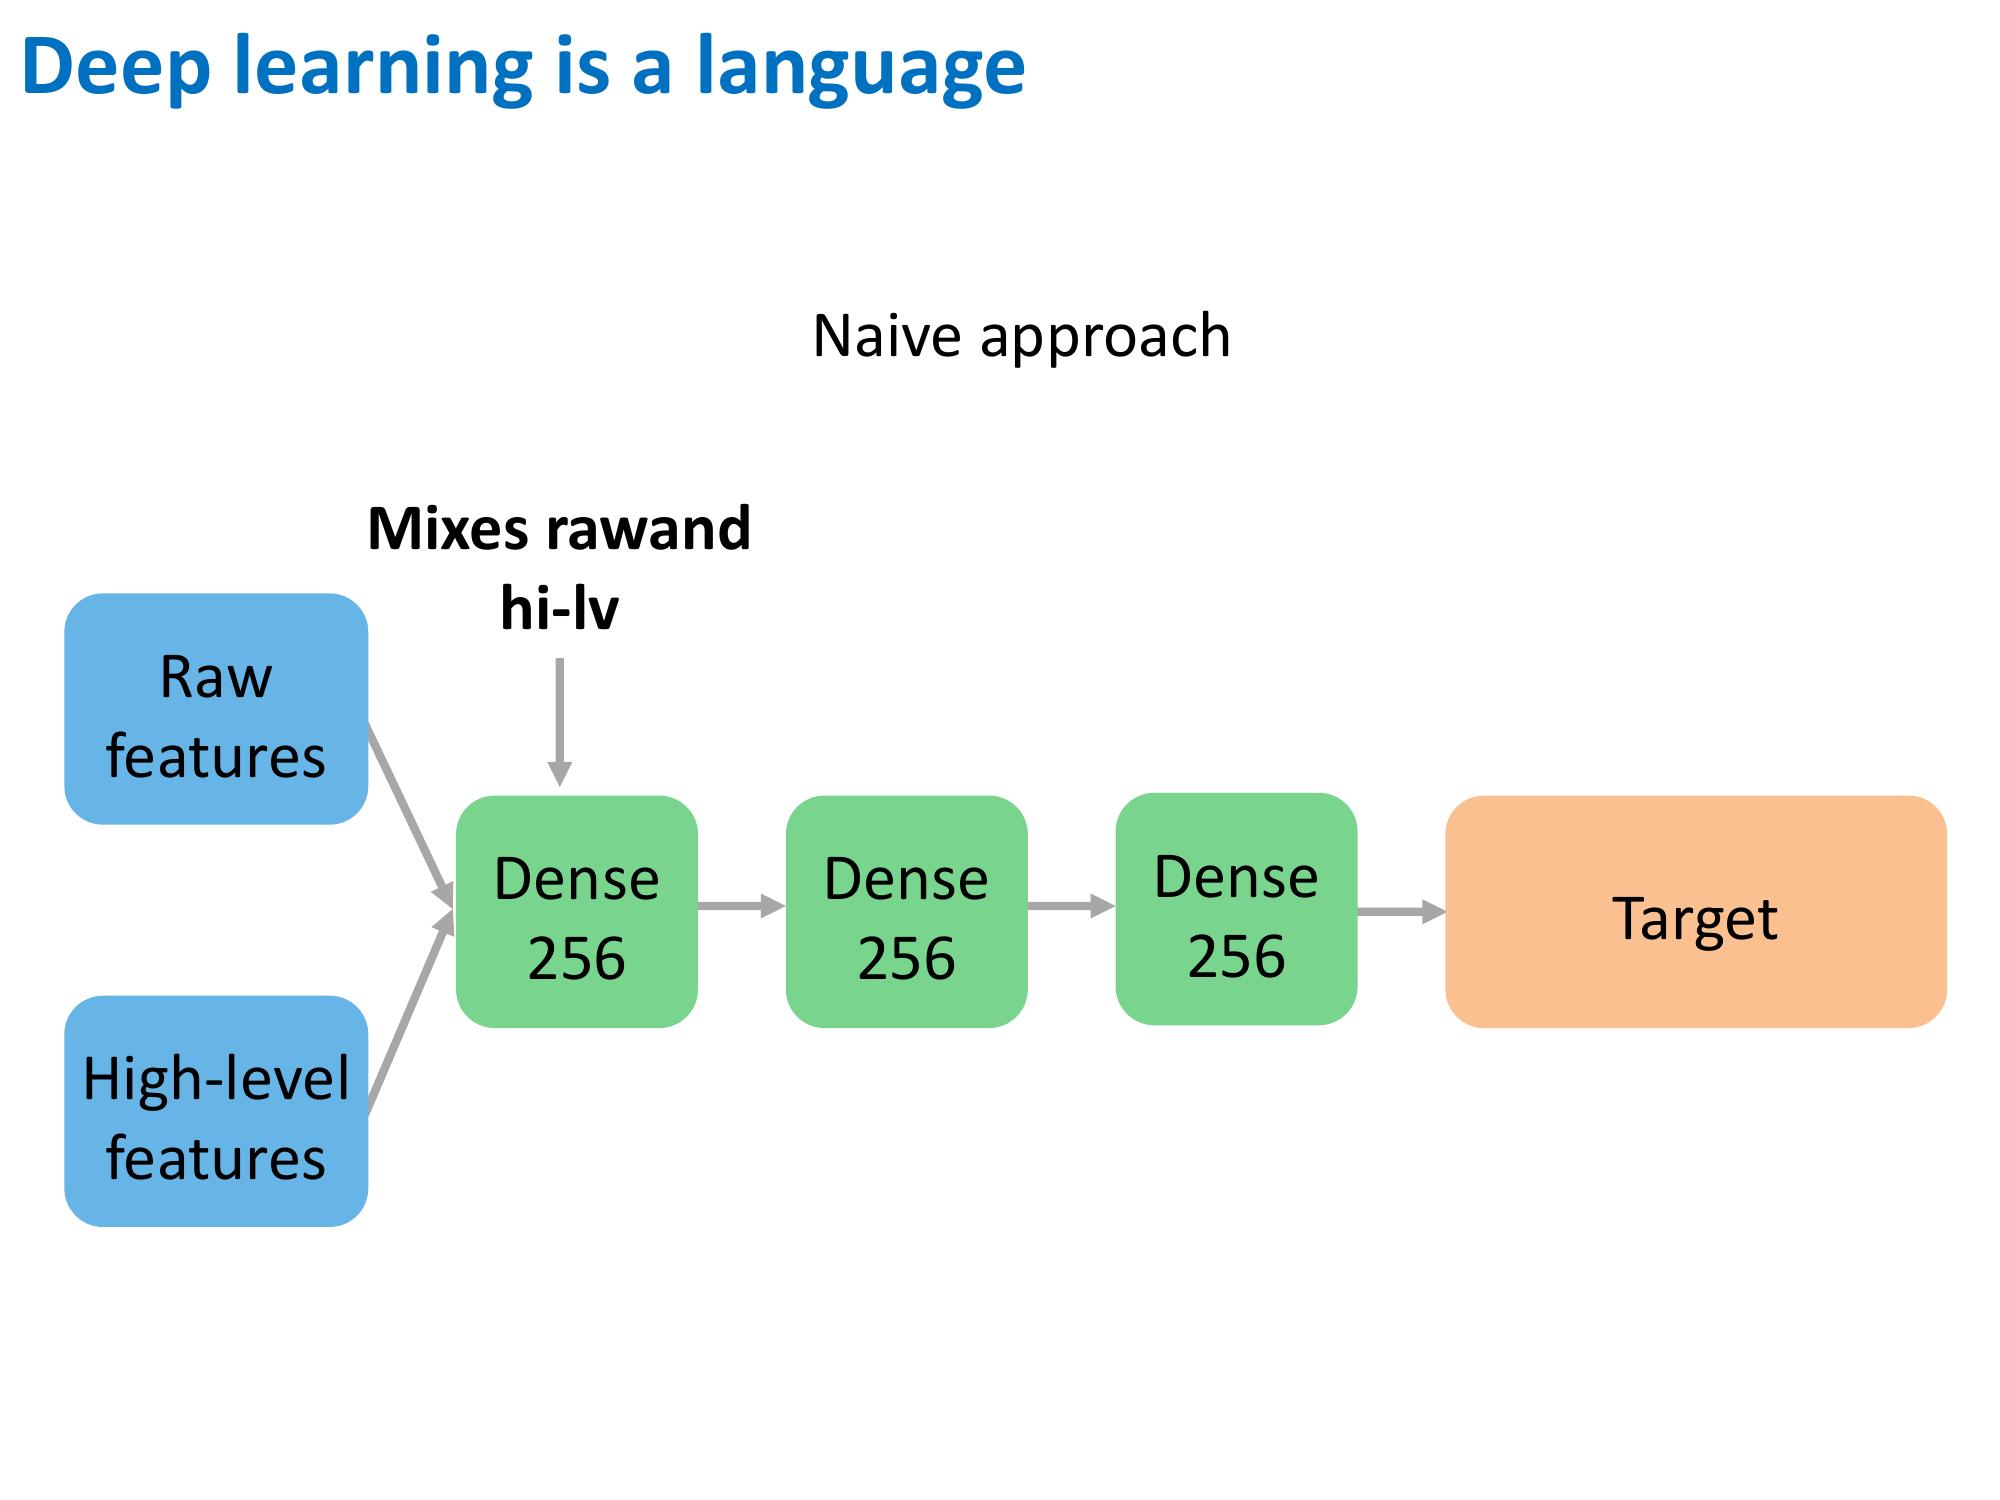 Deep learning is a language
Naive approach
Mixes rawand
hi-lv
Raw
features
High-level
features
Dense
256
Dense
256
Dense
256
Target